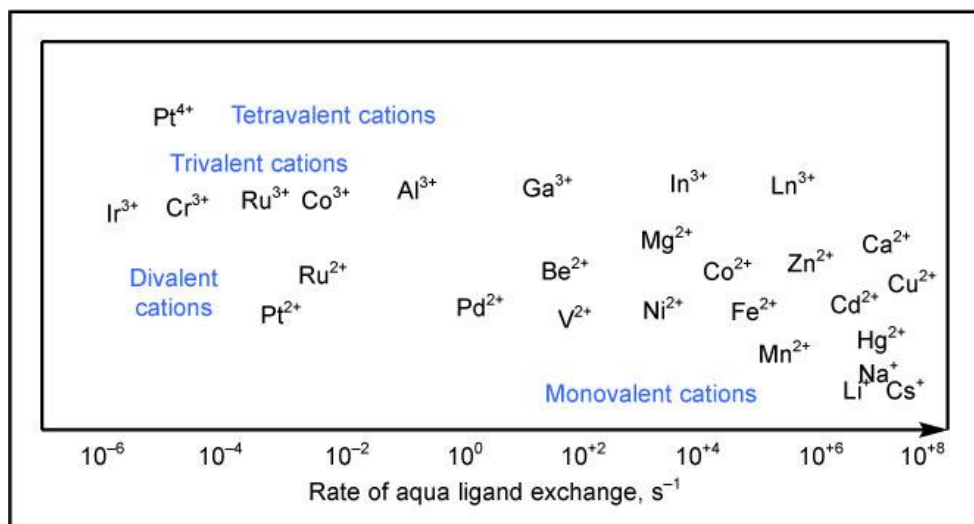 Pt⁴⁺ Tetravalent cations
Trivalent cations
Ir³⁺ Cr³⁺ Ru³⁺ Co³⁺ Al³⁺ Ga³⁺ In³⁺ Ln³⁺
Mg²⁺ Ca²⁺
Divalent cations Ru²⁺ Be²⁺ Co²⁺ Zn²⁺ Cu²⁺
Pt²⁺ Pd²⁺ V²⁺ Ni²⁺ Fe²⁺ Cd²⁺
Mn²⁺ Hg²⁺
Na⁺
Monovalent cations Li⁺ Cs⁺
10⁻⁶ 10⁻⁴ 10⁻² 10⁰ 10⁺² 10⁺⁴ 10⁺⁶ 10⁺⁸
Rate of aqua ligand exchange, s⁻¹